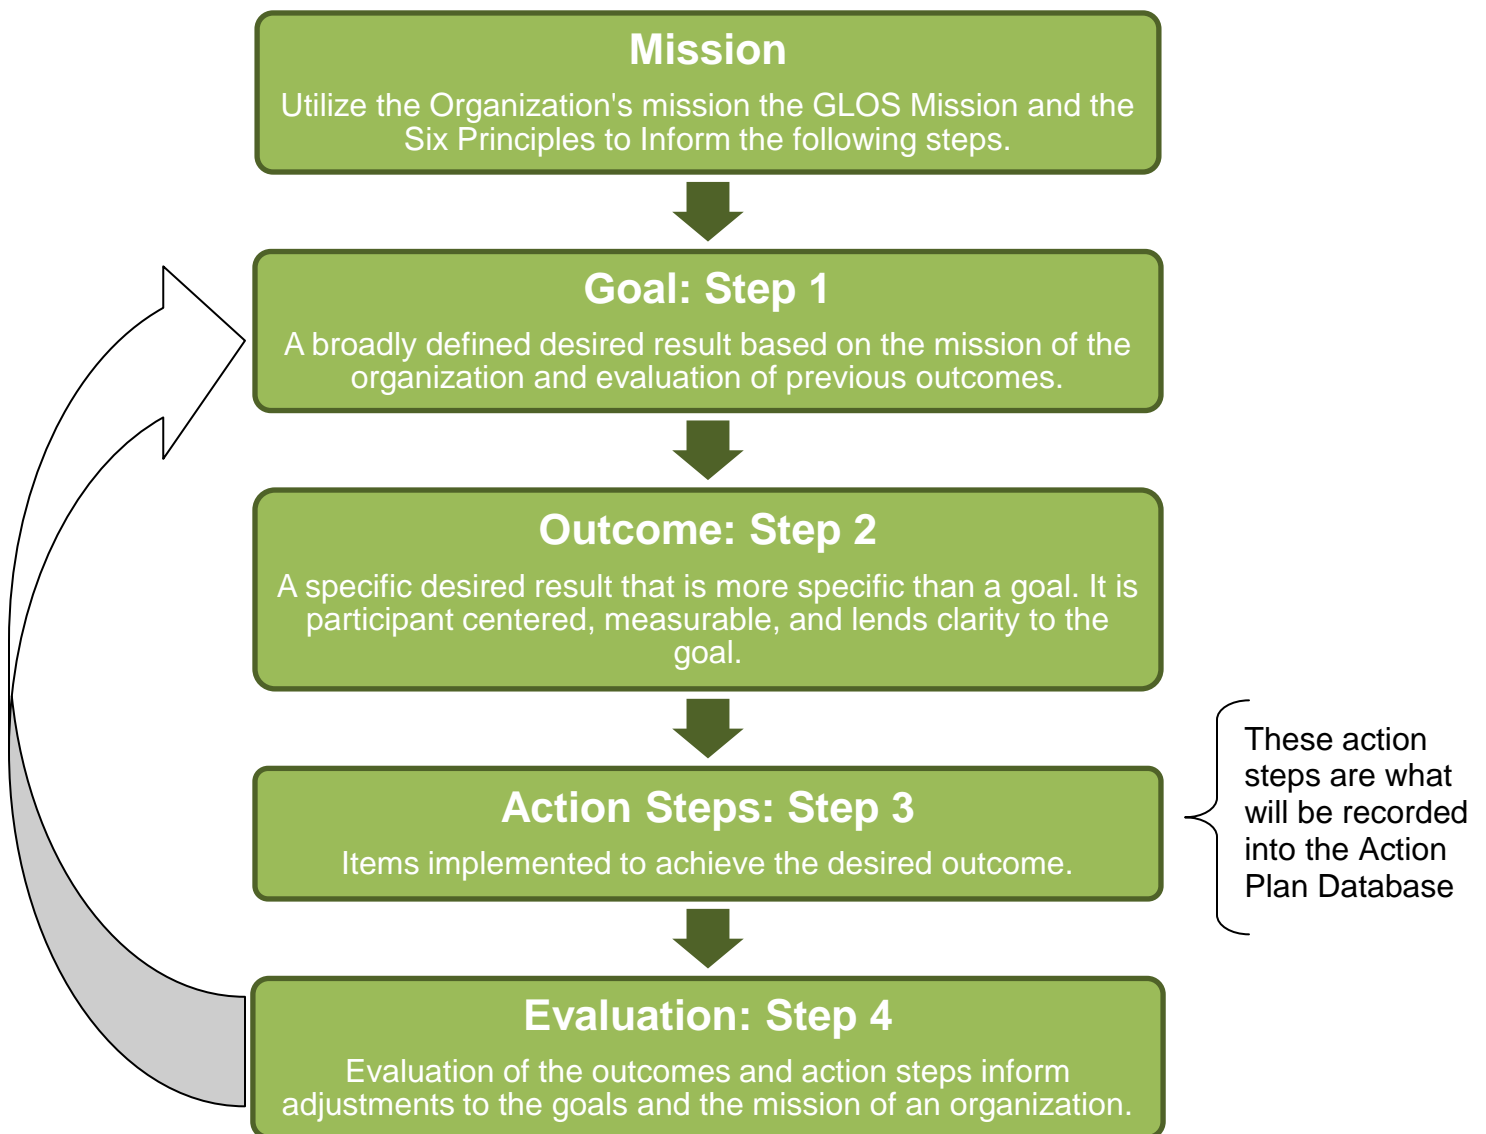 Mission
Utilize the Organization's mission the GLOS Mission and the
Six Principles to Inform the following steps.
Goal: Step 1
A broadly defined desired result based on the mission of the
organization and evaluation of previous outcomes.
Outcome: Step 2
A specific desired result that is more specific than a goal. It is
participant centered, measurable, and lends clarity to the
goal.
Action Steps: Step 3
Items implemented to achieve the desired outcome.
These action
steps are what
will be recorded
into the Action
Plan Database
Evaluation: Step 4
Evaluation of the outcomes and action steps inform
adjustments to the goals and the mission of an organization.